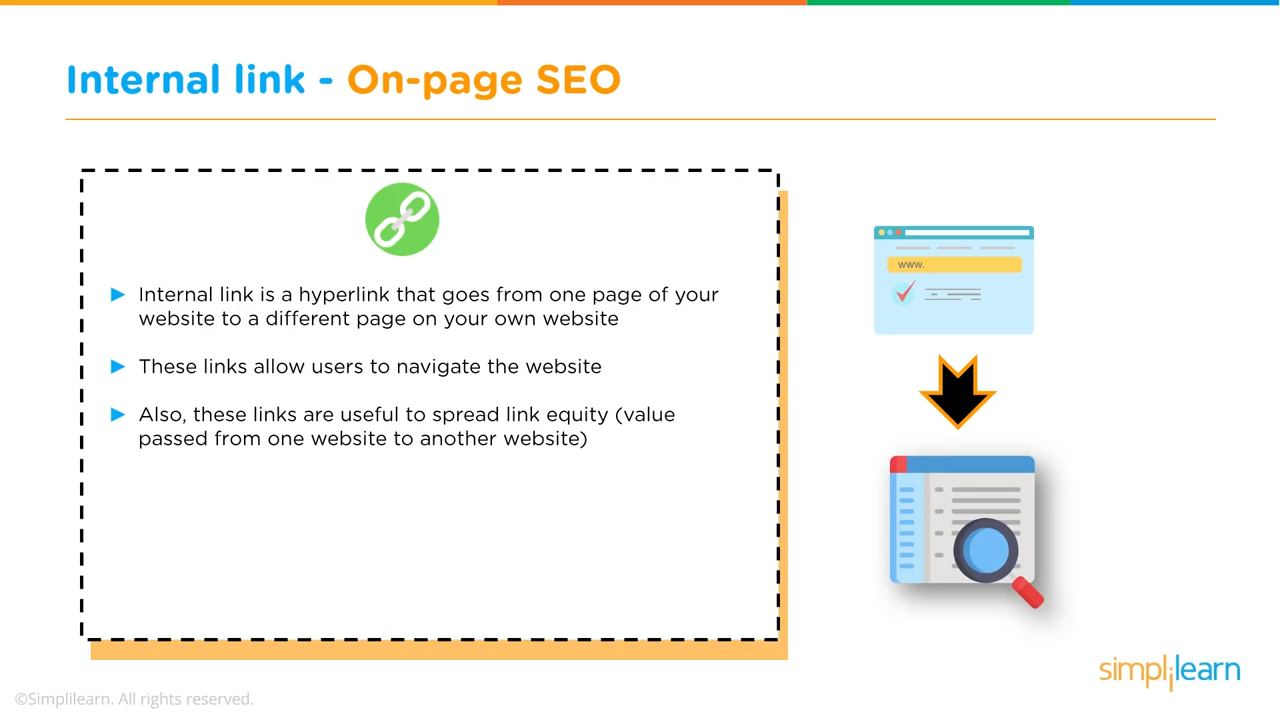 Internal link - On-page SEO
Internal link is a hyperlink that goes from one page of your
website to a different page on your own website
These links allow users to navigate the website
Also, these links are useful to spread link equity (value
passed from one website to another website)
www.
simplilearn
©Simplilearn. All rights reserved.